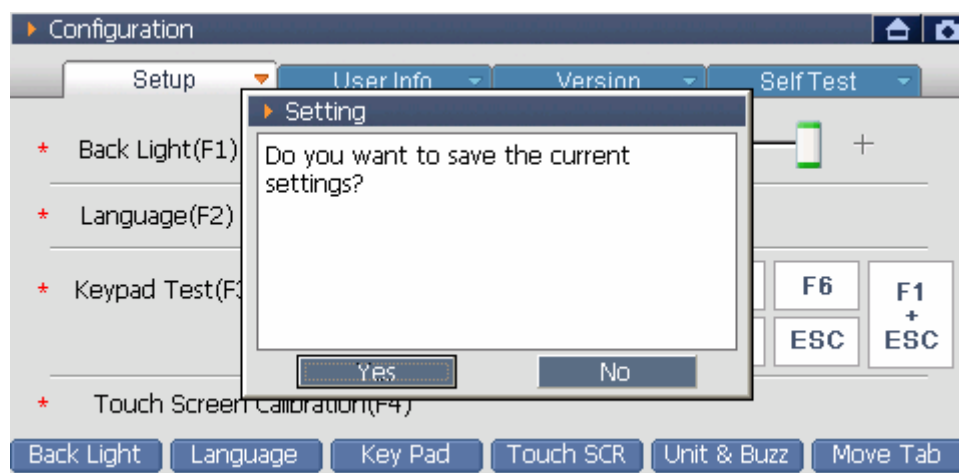 Configuration
Setup
User Info
Version
Self Test
Setting
Do you want to save the current
settings?
Yes
No
* Back Light(F1)
+
* Language(F2)
* Keypad Test(F3
F6
ESC
F1
+
ESC
* Touch Screen Calibration(F4)
Back Light
Language
Key Pad
Touch SCR
Unit & Buzz
Move Tab